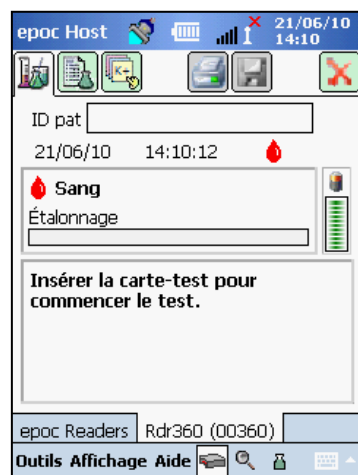 epoc Host 21/06/10 14:10
K+
ID pat
21/06/10 14:10:12
Sang
Étalonnage
Insérer la carte-test pour
commencer le test.
epoc Readers Rdr360 (00360)
Outils Affichage Aide